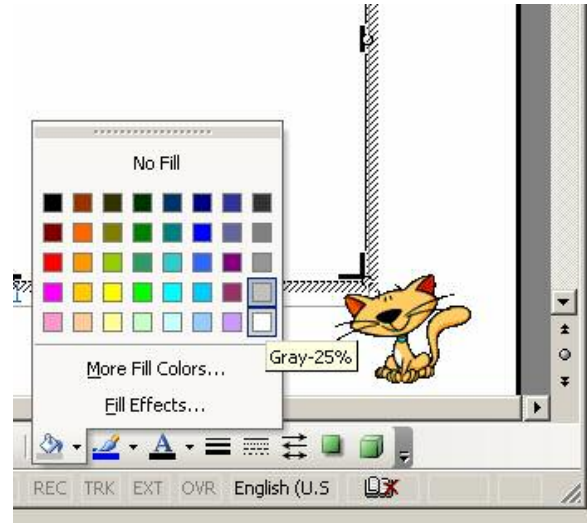 No Fill
Gray-25%
More Fill Colors...
Fill Effects...
A
REC TRK EXT OVR English (U.S